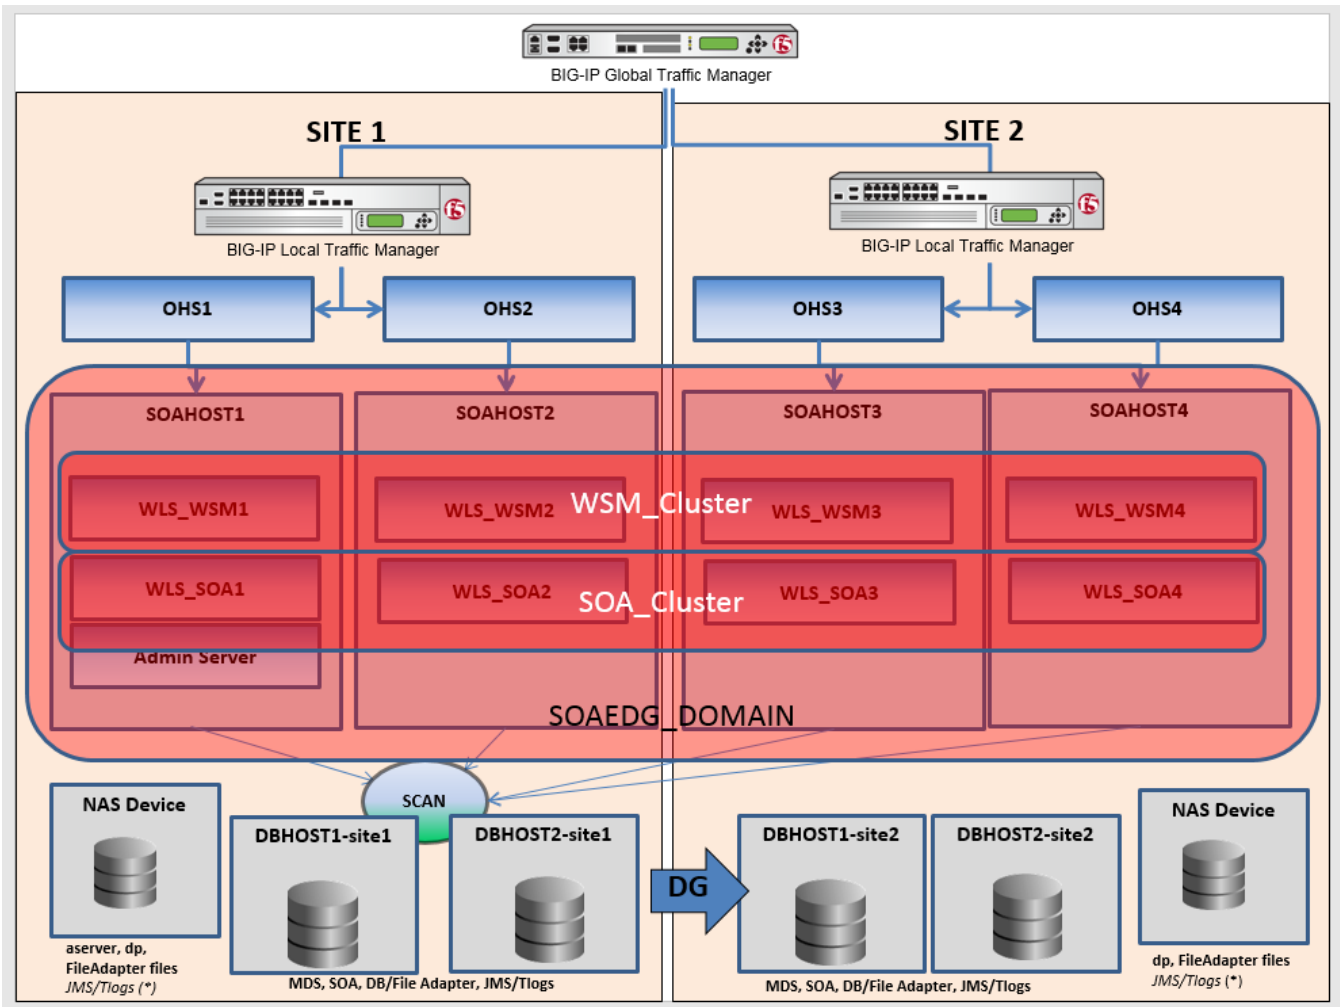 BIG-IP Global Traffic Manager
SITE 1
SITE 2
BIG-IP Local Traffic Manager
BIG-IP Local Traffic Manager
OHS1
OHS2
OHS3
OHS4
SOAHOST1
SOAHOST2
SOAHOST3
SOAHOST4
WLS_WSM1
WLS_WSM2
WSM_Cluster
WLS_WSM3
WLS_WSM4
WLS_SOA1
WLS_SOA2
SOA_Cluster
WLS_SOA3
WLS_SOA4
Admin Server
SOAEDG_DOMAIN
SCAN
NAS Device
DBHOST1-site1
DBHOST2-site1
DG
DBHOST1-site2
DBHOST2-site2
NAS Device
aserver, dp,
FileAdapter files
JMS/Tlogs (*)
MDS, SOA, DB/File Adapter, JMS/Tlogs
MDS, SOA, DB/File Adapter, JMS/Tlogs
dp, FileAdapter files
JMS/Tlogs (*)